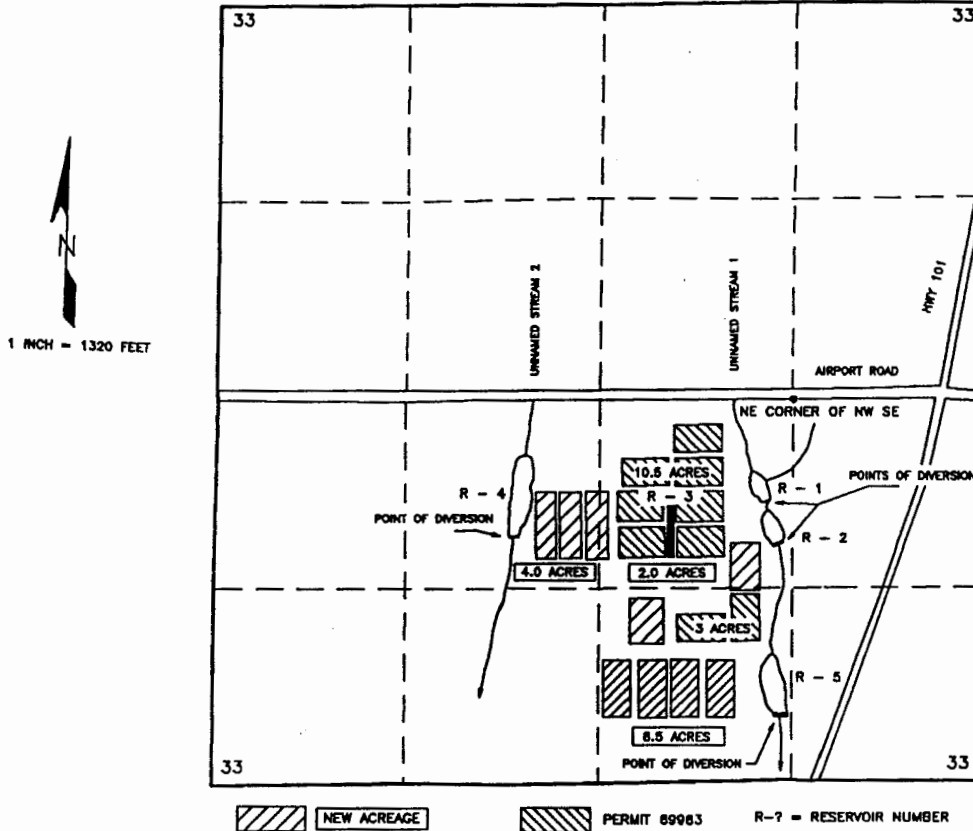 33
33
N
1 INCH = 1320 FEET
UNNAMED STREAM 2
UNNAMED STREAM 1
HWY 101
AIRPORT ROAD
NE CORNER OF NW SE
10.5 ACRES
POINTS OF DIVERSION
R - 4
R - 3
R - 1
POINT OF DIVERSION
R - 2
4.0 ACRES
2.0 ACRES
3 ACRES
R - 5
8.5 ACRES
POINT OF DIVERSION
33
33
NEW ACREAGE
PERMIT 69963
R-? = RESERVOIR NUMBER